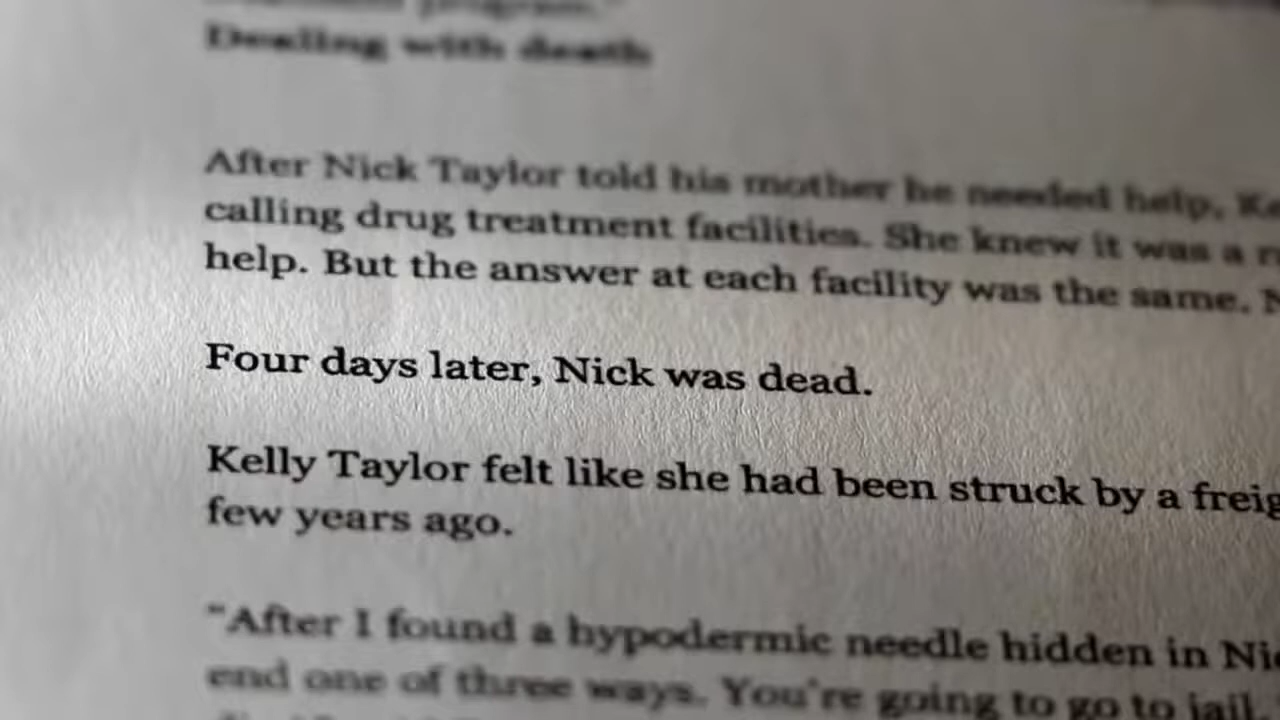 program."
Dealing with death
After Nick Taylor told his mother he needed help,
calling drug treatment facilities. She knew it was a
help. But the answer at each facility was the same.
Four days later, Nick was dead.
Kelly Taylor felt like she had been struck by a
few years ago.
"After I found a hypodermic needle hidden in
end one of three ways. You're going to go to jail.